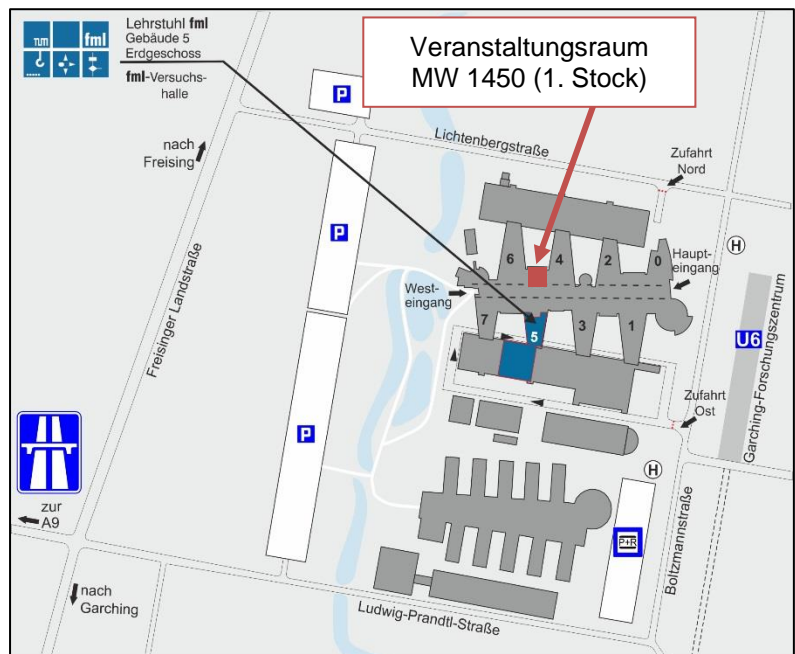 TUM
fml
Lehrstuhl fml
Gebäude 5
Erdgeschoss
fml-Versuchs-
halle
Veranstaltungsraum
MW 1450 (1. Stock)
P
Lichtenbergstraße
nach
Freising
Zufahrt
Nord
H
P
6
4
2
0
Haupt-
eingang
West-
eingang
Freisinger Landstraße
7
5
3
1
U6
Garching-Forschungszentrum
Zufahrt
Ost
P
H
zur
A9
P+R
Boltzmannstraße
nach
Garching
Ludwig-Prandtl-Straße